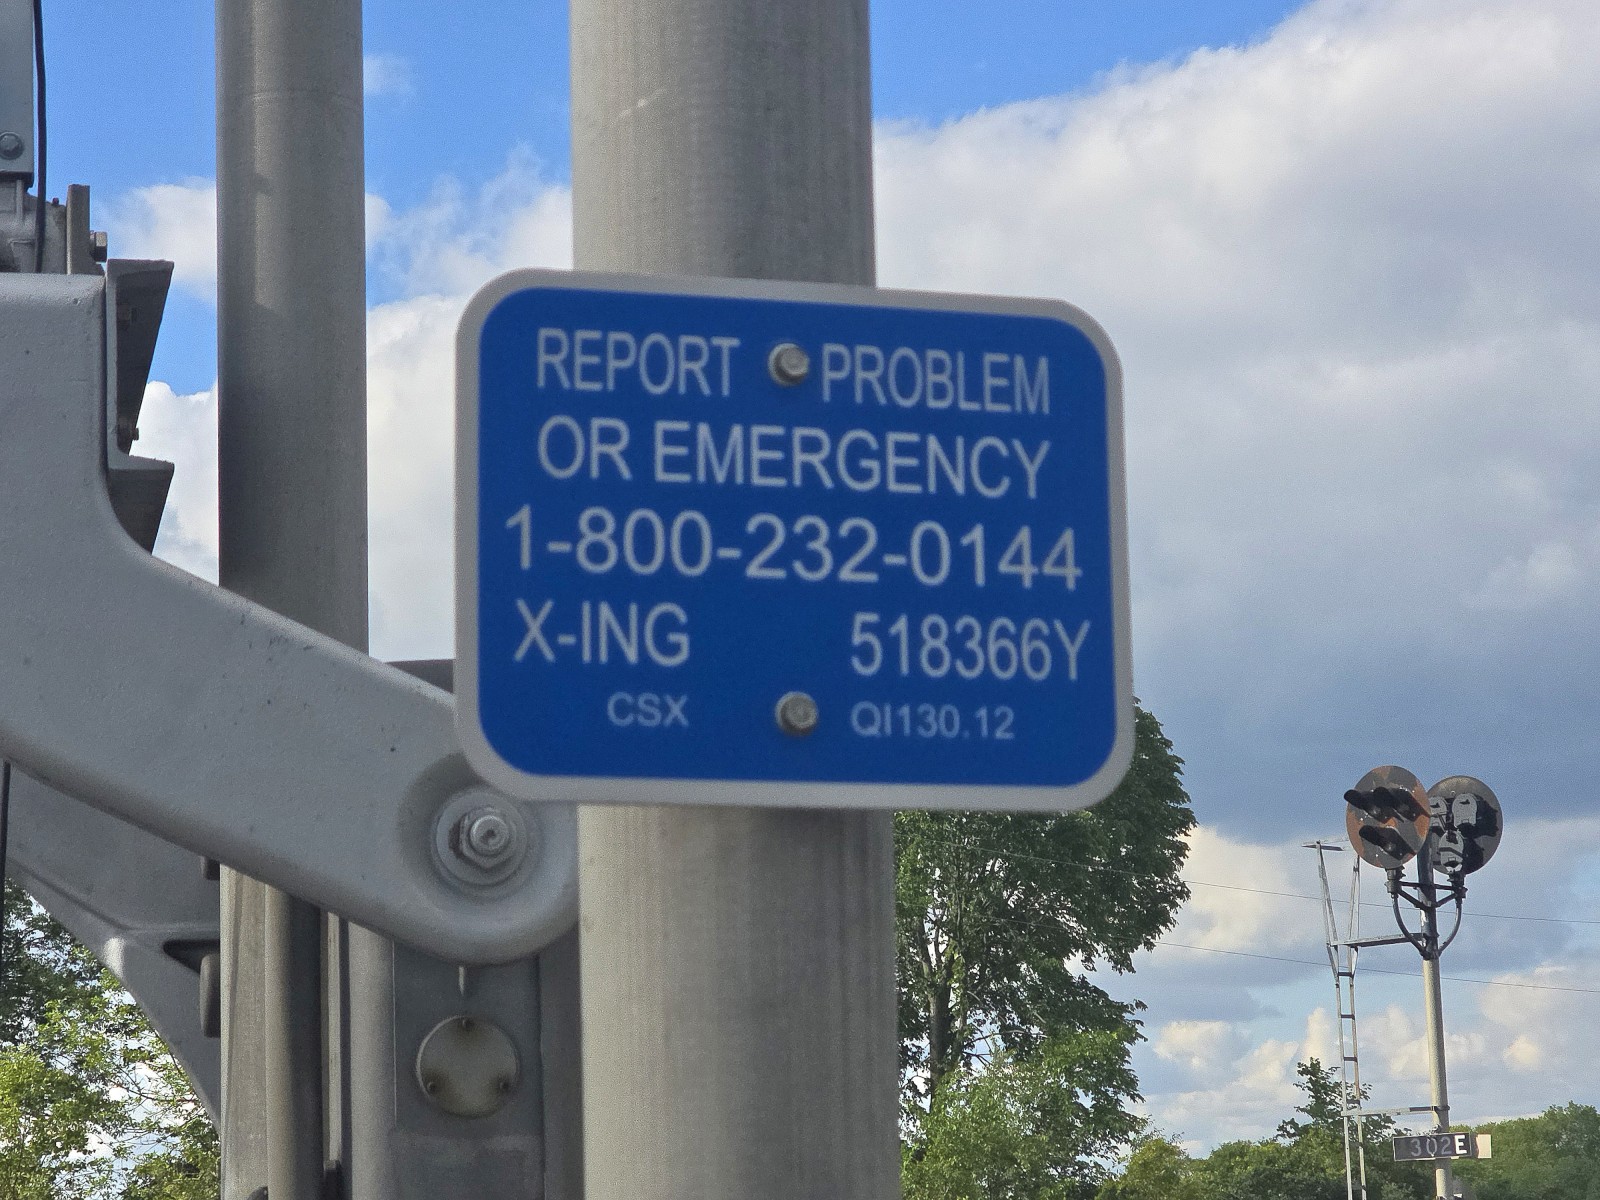 REPORT PROBLEM
OR EMERGENCY
1-800-232-0144
X-ING 518366Y
CSX QI130.12
302E